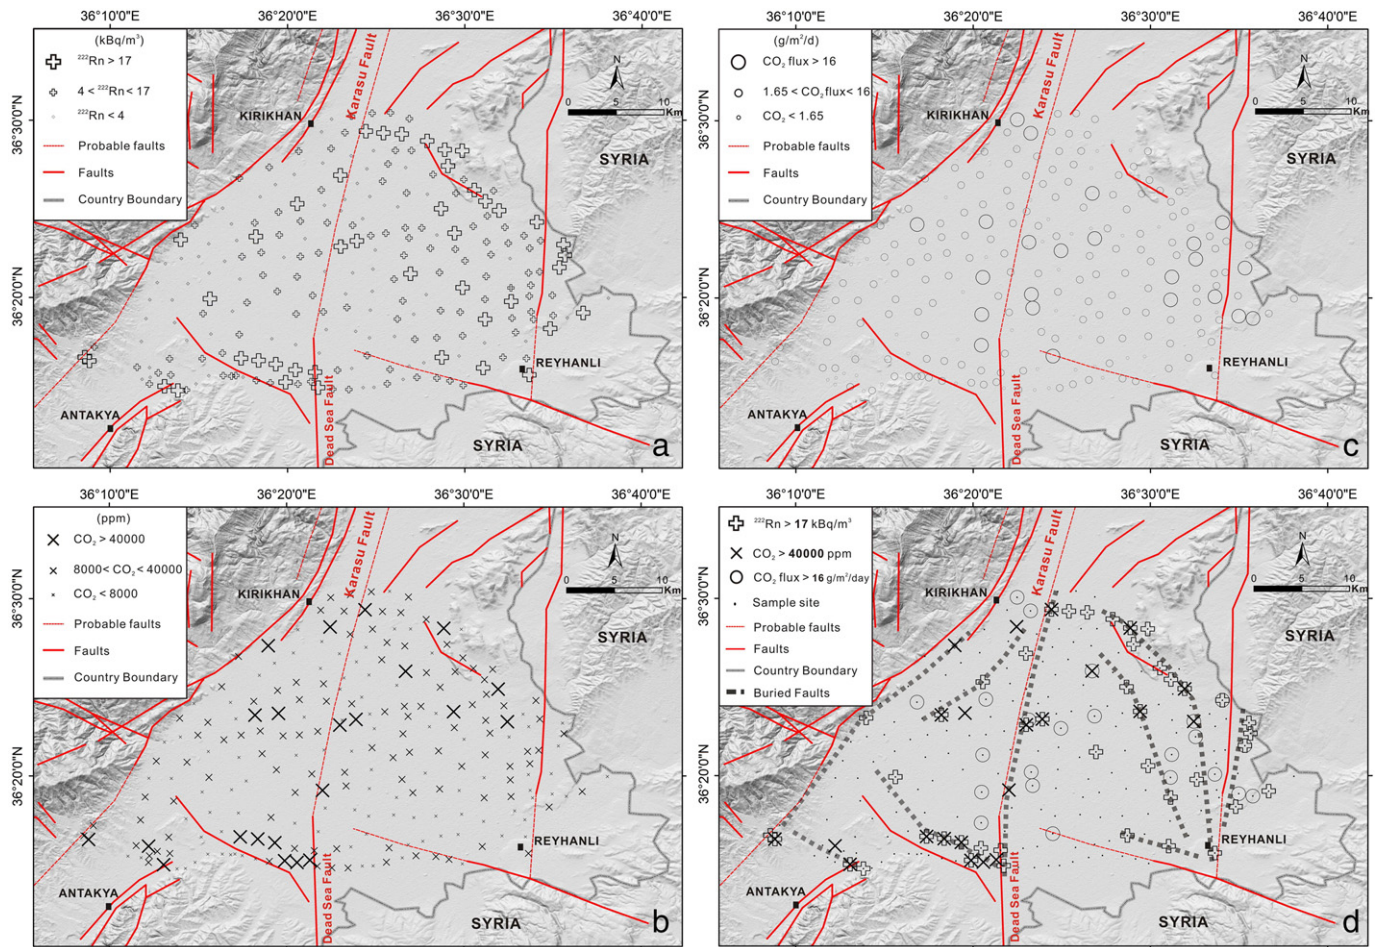 36°10'0"E 36°20'0"E 36°30'0"E 36°40'0"E
(kBq/m³)
²²²Rn > 17
4 < ²²²Rn < 17
²²²Rn < 4
Probable faults
Faults
Country Boundary
KIRIKHAN
Karasu Fault
N
0 5 10
Km
SYRIA
REYHANLI
ANTAKYA
Dead Sea Fault
SYRIA
a
36°30'0"N
36°20'0"N
36°10'0"E 36°20'0"E 36°30'0"E 36°40'0"E
(g/m²/d)
CO₂ flux > 16
1.65 < CO₂ flux < 16
CO₂ < 1.65
Probable faults
Faults
Country Boundary
KIRIKHAN
Karasu Fault
N
0 5 10
Km
SYRIA
REYHANLI
ANTAKYA
Dead Sea Fault
SYRIA
c
36°30'0"N
36°20'0"N
36°10'0"E 36°20'0"E 36°30'0"E 36°40'0"E
(ppm)
CO₂ > 40000
8000 < CO₂ < 40000
CO₂ < 8000
Probable faults
Faults
Country Boundary
KIRIKHAN
Karasu Fault
N
0 5 10
Km
SYRIA
REYHANLI
ANTAKYA
Dead Sea Fault
SYRIA
b
36°30'0"N
36°20'0"N
36°10'0"E 36°20'0"E 36°30'0"E 36°40'0"E
²²²Rn > 17 kBq/m³
CO₂ > 40000 ppm
CO₂ flux > 16 g/m²/day
Sample site
Probable faults
Faults
Country Boundary
Buried Faults
KIRIKHAN
Karasu Fault
N
0 5 10
Km
SYRIA
REYHANLI
ANTAKYA
Dead Sea Fault
SYRIA
d
36°30'0"N
36°20'0"N